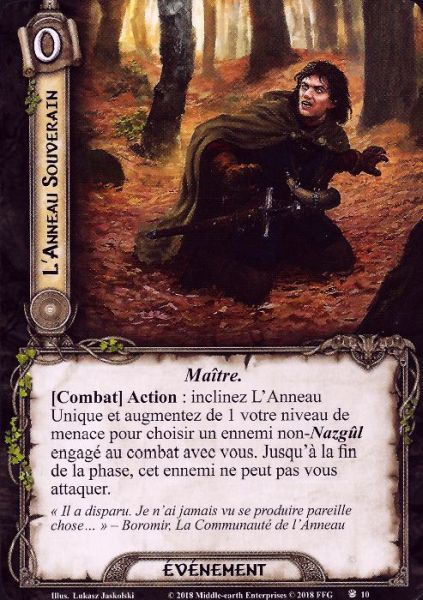 0
L'ANNEAU SOUVERAIN
Maître.
[Combat] Action : inclinez L'Anneau
Unique et augmentez de 1 votre niveau de
menace pour choisir un ennemi non-Nazgûl
engagé au combat avec vous. Jusqu'à la fin
de la phase, cet ennemi ne peut pas vous
attaquer.
« Il a disparu. Je n'ai jamais vu se produire pareille
chose… » – Boromir, La Communauté de l'Anneau
ÉVÉNEMENT
Illus. Lukasz Jaskolski © 2018 Middle-earth Enterprises © 2018 FFG 10